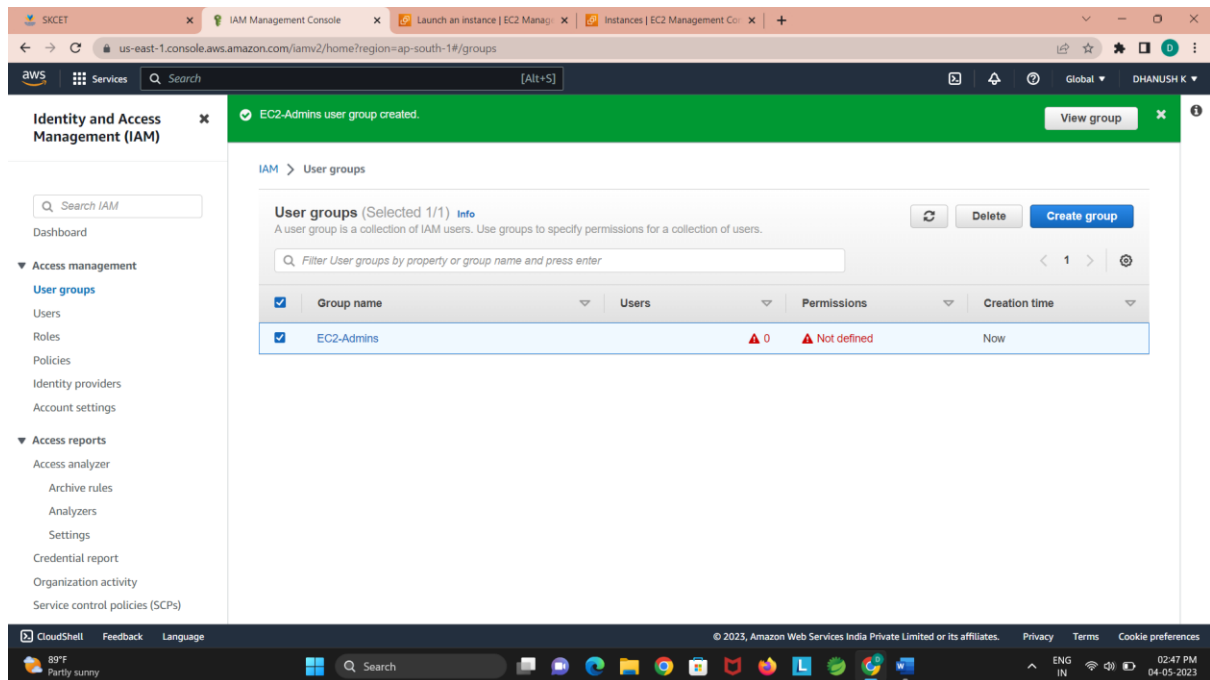 SKCET
IAM Management Console
Launch an instance | EC2 Manag
Instances | EC2 Management Co
us-east-1.console.aws.amazon.com/iamv2/home?region=ap-south-1#/groups
D
aws
Services
Search
[Alt+S]
Global
DHANUSH K
Identity and Access
Management (IAM)
Search IAM
Dashboard
Access management
User groups
Users
Roles
Policies
Identity providers
Account settings
Access reports
Access analyzer
Archive rules
Analyzers
Settings
Credential report
Organization activity
Service control policies (SCPs)
EC2-Admins user group created.
View group
IAM > User groups
User groups (Selected 1/1) Info
A user group is a collection of IAM users. Use groups to specify permissions for a collection of users.
Delete
Create group
Filter User groups by property or group name and press enter
1
Group name
Users
Permissions
Creation time
EC2-Admins
0
Not defined
Now
CloudShell
Feedback
Language
© 2023, Amazon Web Services India Private Limited or its affiliates.
Privacy
Terms
Cookie preferences
89°F
Partly sunny
Search
L
ENG
IN
02:47 PM
04-05-2023